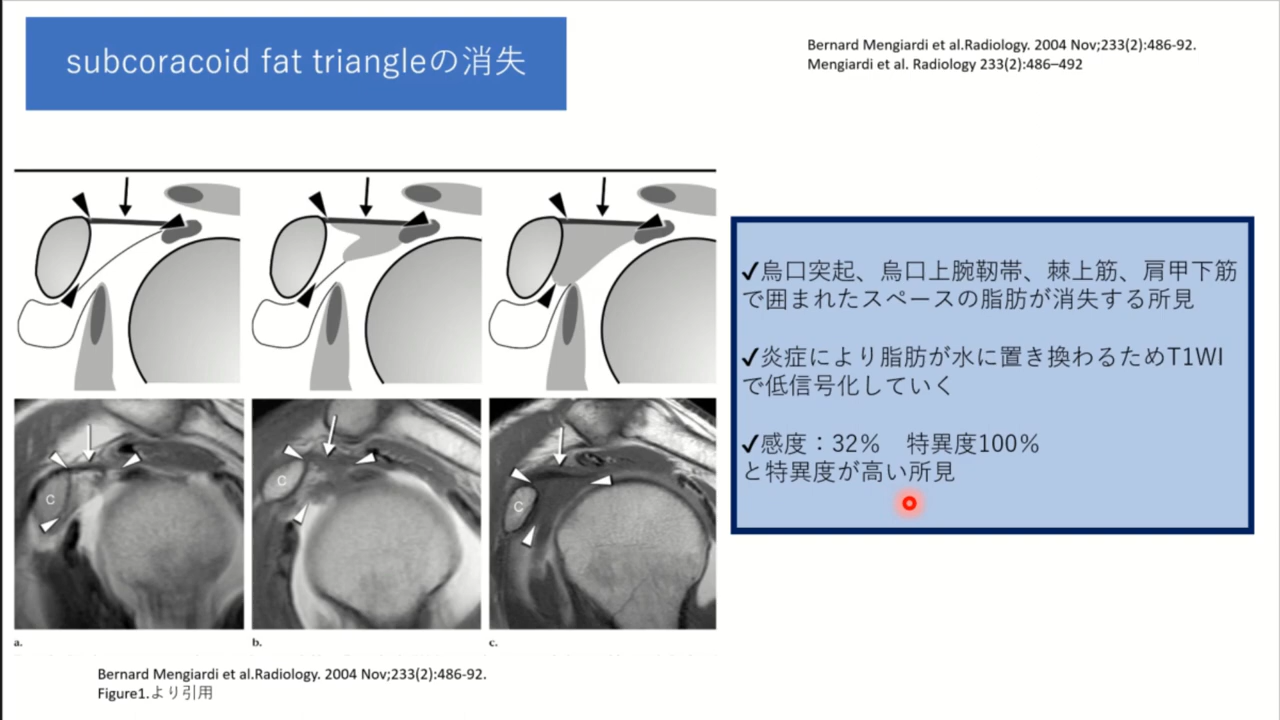 subcoracoid fat triangleの消失
Bernard Mengiardi et al.Radiology. 2004 Nov;233(2):486-92.
Mengiardi et al. Radiology 233(2):486–492
✓烏口突起、烏口上腕靭帯、棘上筋、肩甲下筋
で囲まれたスペースの脂肪が消失する所見
✓炎症により脂肪が水に置き換わるためT1WI
で低信号化していく
✓感度：32%　特異度100%
と特異度が高い所見
C
C
C
a.
b.
c.
Bernard Mengiardi et al.Radiology. 2004 Nov;233(2):486-92.
Figure1.より引用